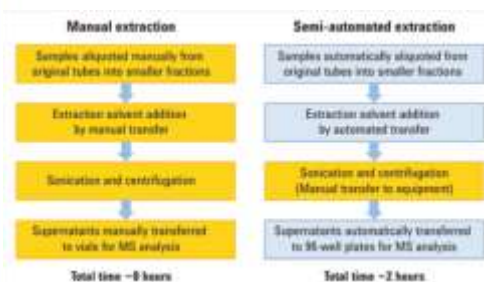 Manual extraction
Samples aliquoted manually from
original tubes into smaller fractions
Extraction solvent addition
by manual transfer
Sonication and centrifugation
Supernatants manually transferred
to vials for MS analysis
Total time ~8 hours
Semi-automated extraction
Samples automatically aliquoted from
original tubes into smaller fractions
Extraction solvent addition
by automated transfer
Sonication and centrifugation
(Manual transfer to equipment)
Supernatants automatically transferred
to 96-well plates for MS analysis
Total time ~2 hours